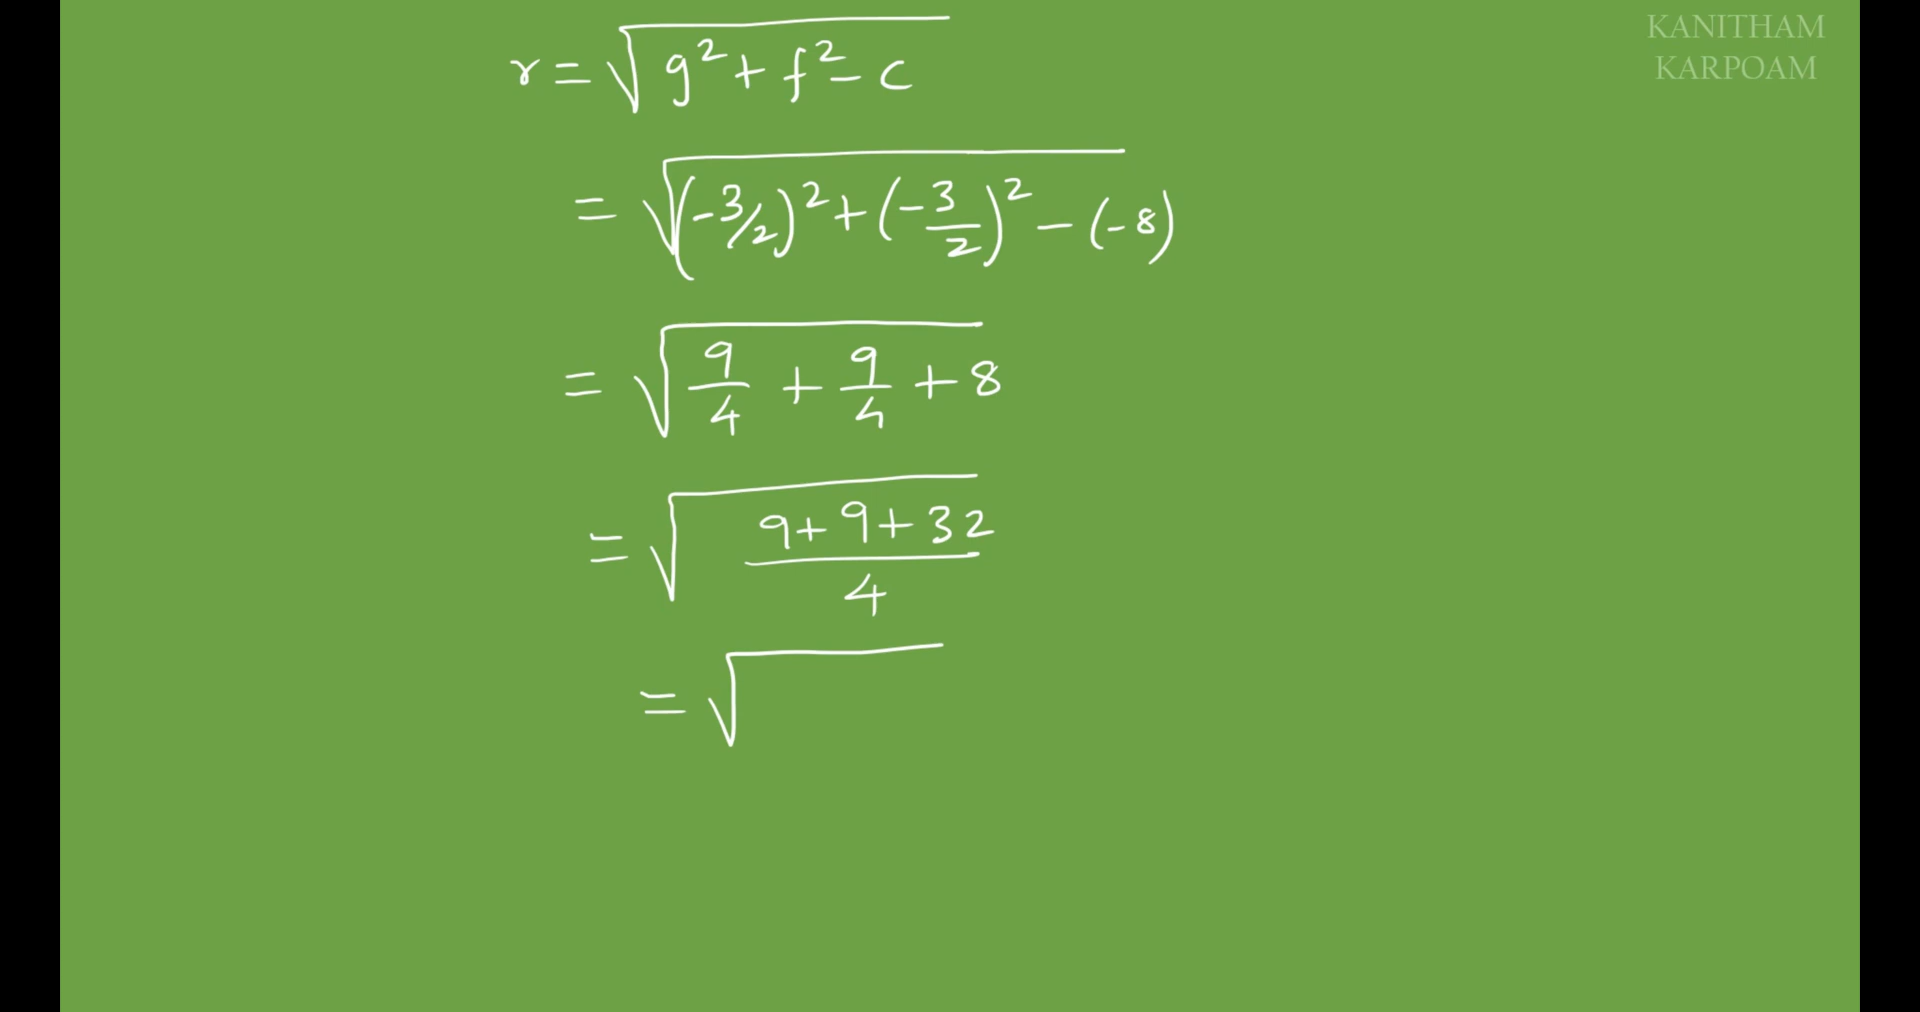 KANITHAM
KARPOAM
r = √(g² + f² - c)
= √((-3/2)² + (-3/2)² - (-8))
= √(9/4 + 9/4 + 8)
= √((9+9+32)/4)
= √